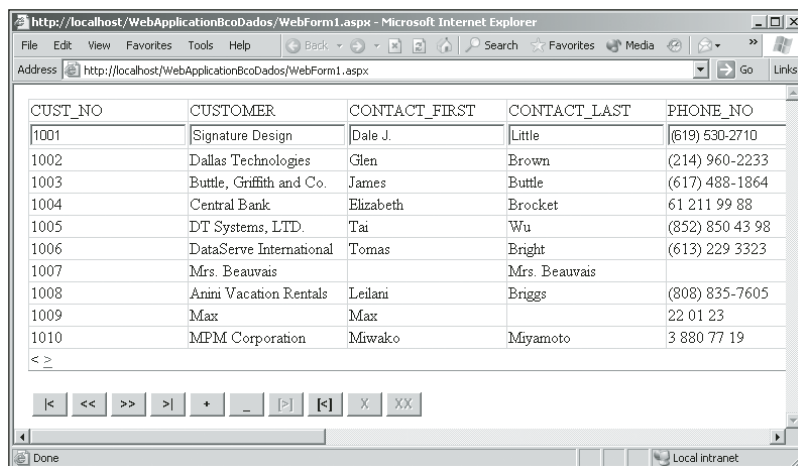 http://localhost/WebApplicationBcoDados/WebForm1.aspx - Microsoft Internet Explorer
File Edit View Favorites Tools Help Back Search Favorites Media »
Address http://localhost/WebApplicationBcoDados/WebForm1.aspx Go Links
CUST_NO CUSTOMER CONTACT_FIRST CONTACT_LAST PHONE_NO
1001 Signature Design Dale J. Little (619) 530-2710
1002 Dallas Technologies Glen Brown (214) 960-2233
1003 Buttle, Griffith and Co. James Buttle (617) 488-1864
1004 Central Bank Elizabeth Brocket 61 211 99 88
1005 DT Systems, LTD. Tai Wu (852) 850 43 98
1006 DataServe International Tomas Bright (613) 229 3323
1007 Mrs. Beauvais Mrs. Beauvais
1008 Anini Vacation Rentals Leilani Briggs (808) 835-7605
1009 Max Max 22 01 23
1010 MPM Corporation Miwako Miyamoto 3 880 77 19
< >
|< << >> >| + _ [>] [<] X XX
Done Local intranet